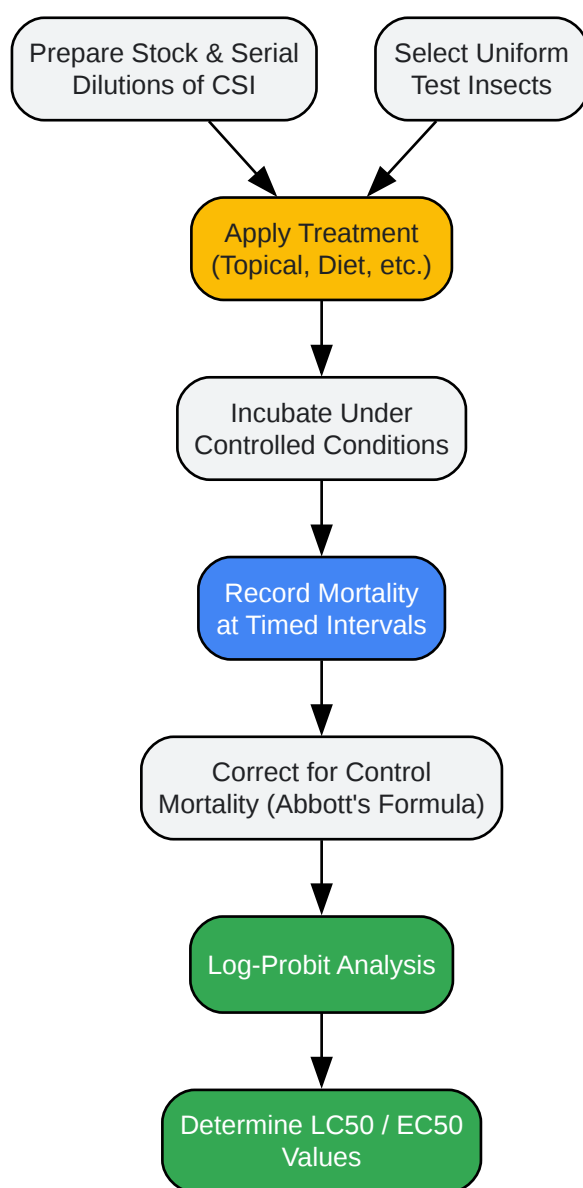 Prepare Stock & Serial
Dilutions of CSI
Select Uniform
Test Insects
Apply Treatment
(Topical, Diet, etc.)
Incubate Under
Controlled Conditions
Record Mortality
at Timed Intervals
Correct for Control
Mortality (Abbott's Formula)
Log-Probit Analysis
Determine LC50 / EC50
Values